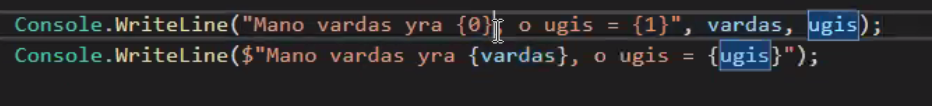 Console.WriteLine("Mano vardas yra {0}, o ugis = {1}", vardas, ugis);
Console.WriteLine($"Mano vardas yra {vardas}, o ugis = {ugis}");